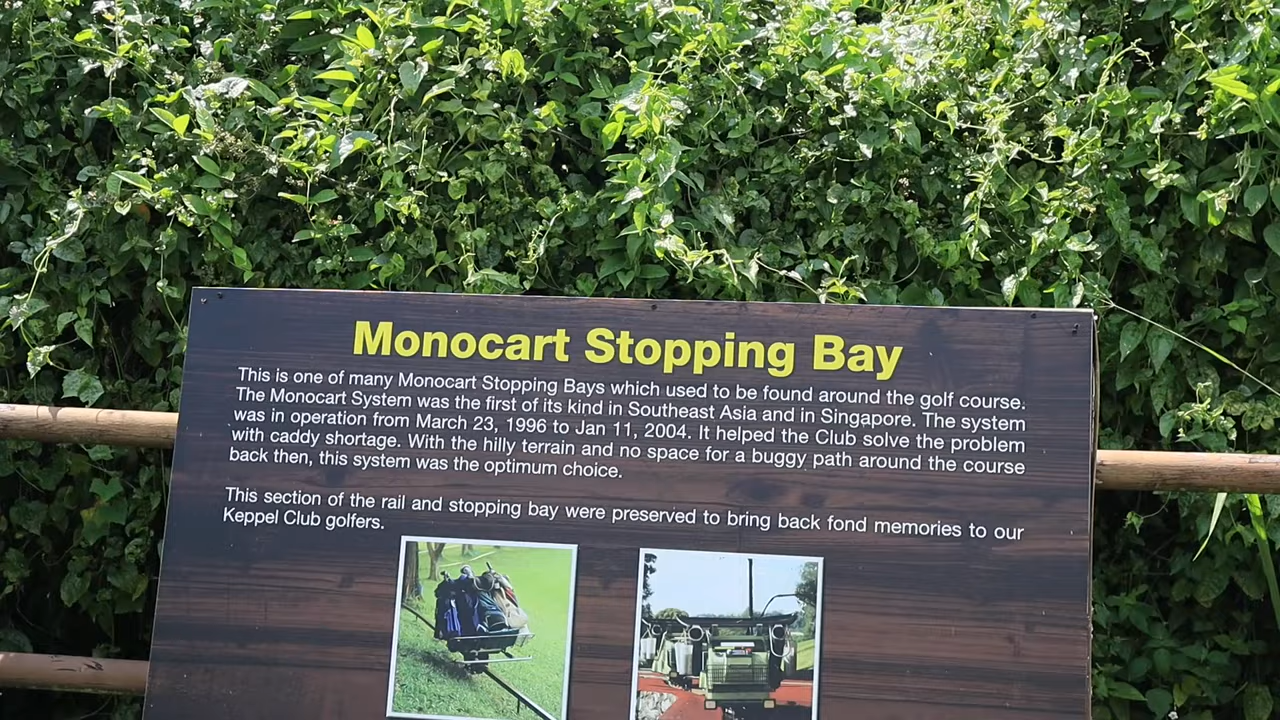 Monocart Stopping Bay
This is one of many Monocart Stopping Bays which used to be found around the golf course.
The Monocart System was the first of its kind in Southeast Asia and in Singapore. The system
was in operation from March 23, 1996 to Jan 11, 2004. It helped the Club solve the problem
with caddy shortage. With the hilly terrain and no space for a buggy path around the course
back then, this system was the optimum choice.
This section of the rail and stopping bay were preserved to bring back fond memories to our
Keppel Club golfers.